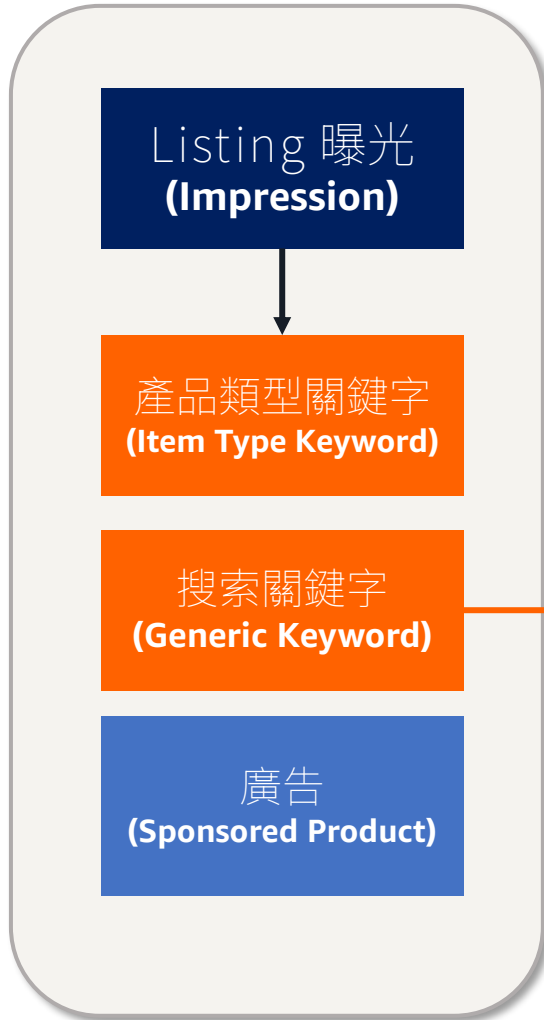 Listing 曝光
(Impression)
產品類型關鍵字
(Item Type Keyword)
搜索關鍵字
(Generic Keyword)
廣告
(Sponsored Product)